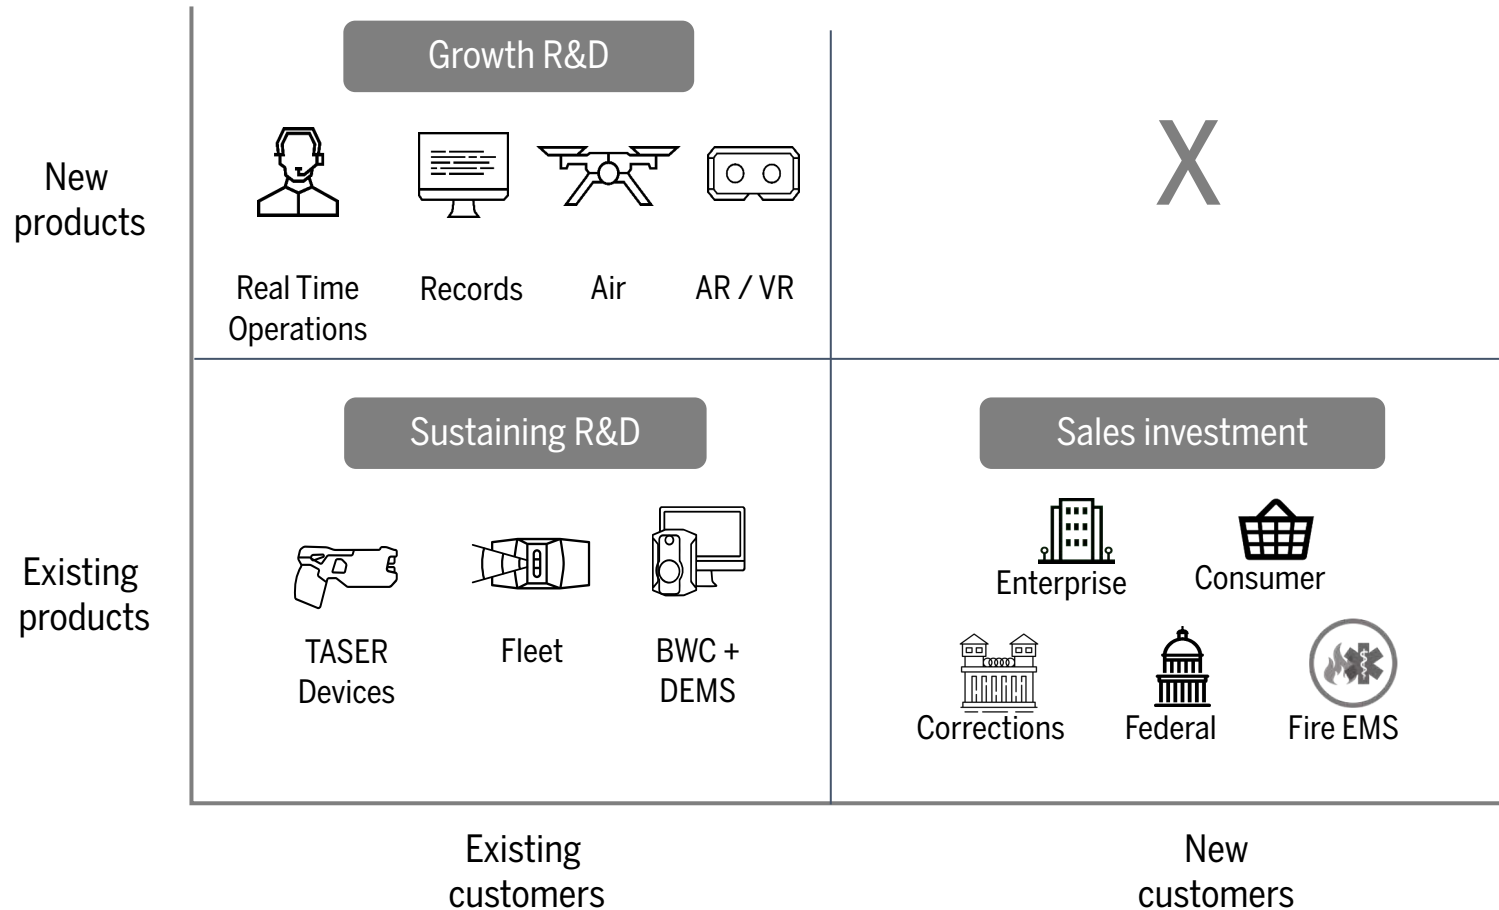 Growth R&D
X
New
products
Real Time
Operations
Records
Air
AR / VR
Sustaining R&D
Sales investment
Existing
products
TASER
Devices
Fleet
BWC +
DEMS
Enterprise
Consumer
Corrections
Federal
Fire EMS
Existing
customers
New
customers